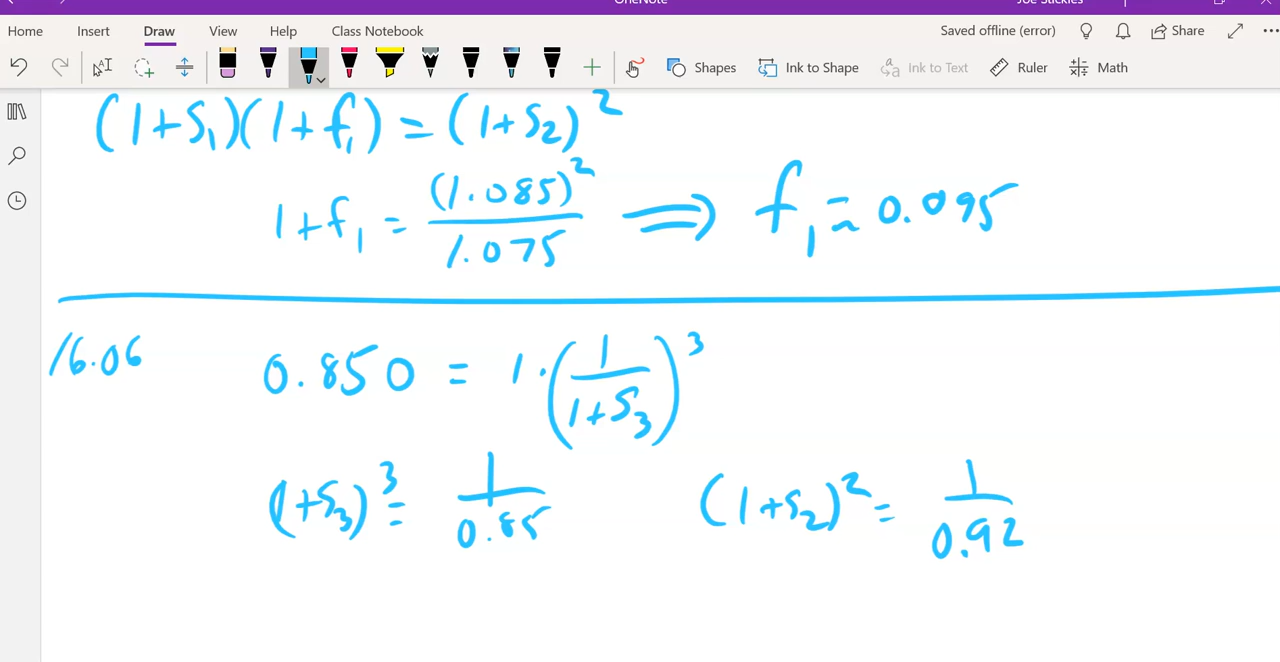 OneNote
Joe Stickles
Home Insert Draw View Help Class Notebook Saved offline (error) Share
Shapes Ink to Shape Ink to Text Ruler Math
(1+S₁)(1+f₁) = (1+S₂)²
1+f₁ = (1.085)² / 1.075 ⟹ f₁ ≈ 0.095
16.06 0.850 = 1·(1/(1+S₃))³
(1+S₃)³ = 1/0.85 (1+S₂)² = 1/0.92